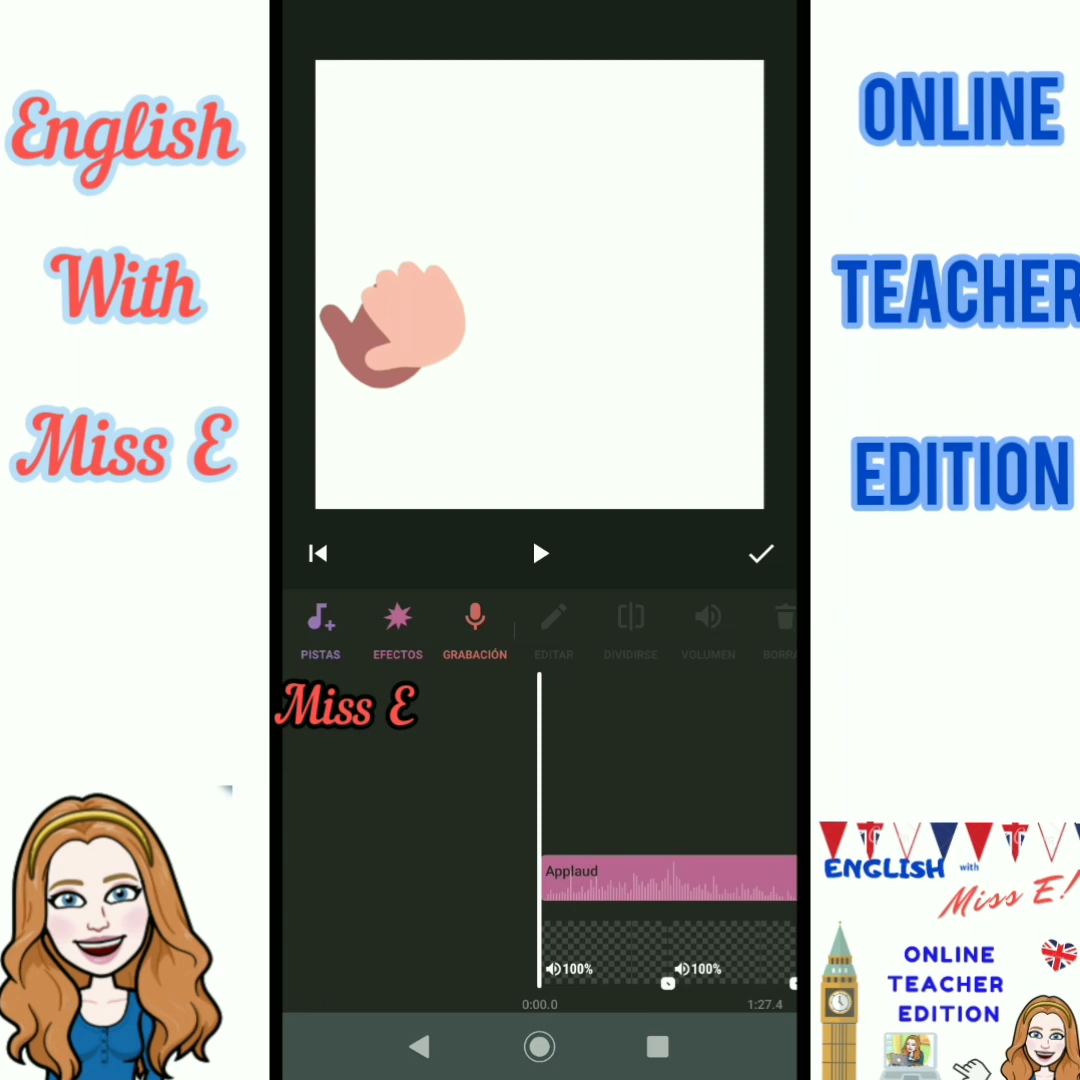 English
With
Miss E
ONLINE
TEACHER
EDITION
PISTAS
EFECTOS
GRABACIÓN
EDITAR
DIVIDIRSE
VOLUMEN
BORRA
Miss E
Applaud
100%
100%
0:00.0
1:27.4
ENGLISH with
Miss E!
ONLINE
TEACHER
EDITION